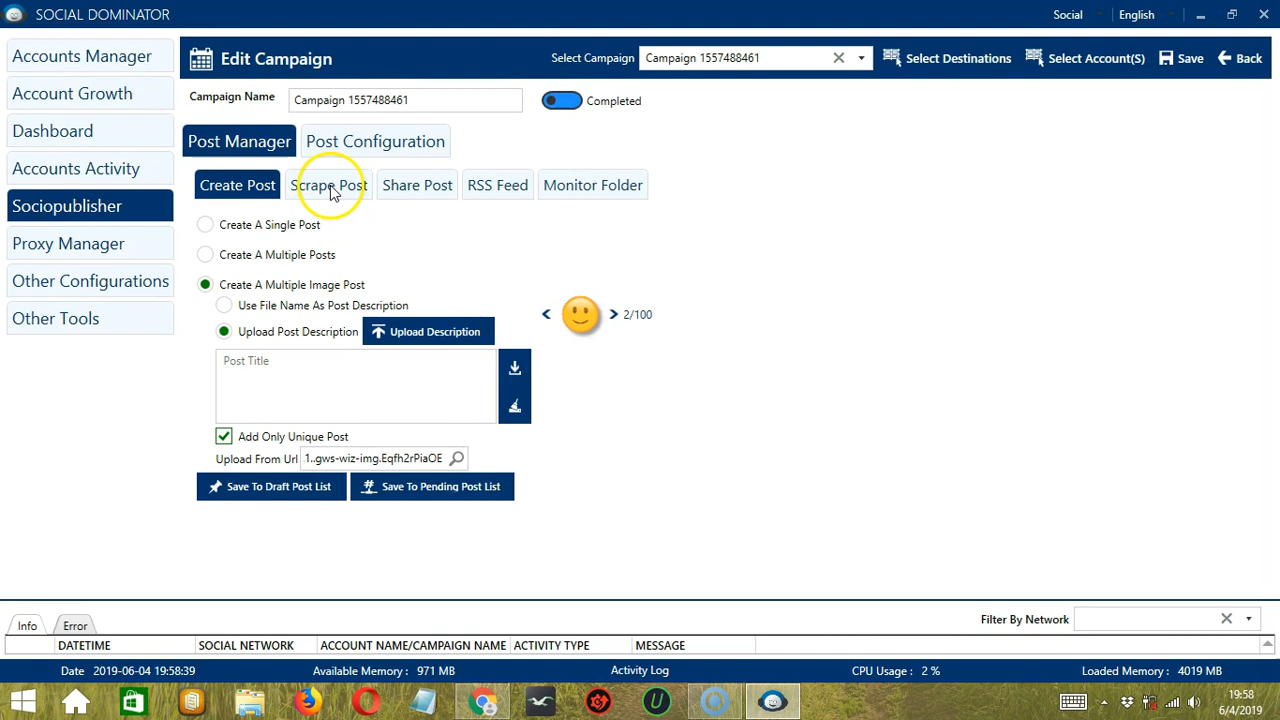 SOCIAL DOMINATOR
Social
English
Accounts Manager
Account Growth
Dashboard
Accounts Activity
Sociopublisher
Proxy Manager
Other Configurations
Other Tools
Edit Campaign
Select Campaign
Campaign 1557488461
Select Destinations
Select Account(S)
Save
Back
Campaign Name
Campaign 1557488461
Completed
Post Manager
Post Configuration
Create Post
Scrape Post
Share Post
RSS Feed
Monitor Folder
Create A Single Post
Create A Multiple Posts
Create A Multiple Image Post
Use File Name As Post Description
Upload Post Description
Upload Description
Post Title
Add Only Unique Post
Upload From Url
1..gws-wiz-img.Eqfh2rPiaOE
Save To Draft Post List
Save To Pending Post List
2/100
Info
Error
Filter By Network
DATETIME
SOCIAL NETWORK
ACCOUNT NAME/CAMPAIGN NAME
ACTIVITY TYPE
MESSAGE
Date 2019-06-04 19:58:39
Available Memory : 971 MB
Activity Log
CPU Usage : 2 %
Loaded Memory : 4019 MB
19:58
6/4/2019